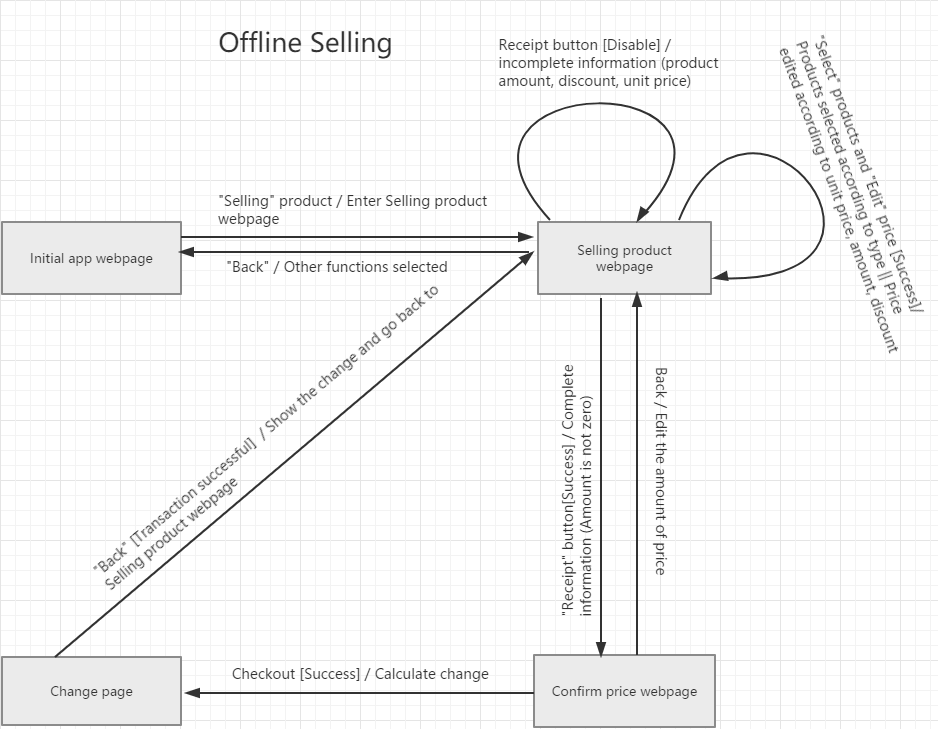 Offline Selling
Receipt button [Disable] /
incomplete information (product
amount, discount, unit price)
"Select" products and "Edit" price [Success]/
Products selected according to type || Price
edited according to unit price, amount, discount
"Selling" product / Enter Selling product
webpage
Initial app webpage
"Back" / Other functions selected
Selling product
webpage
"Back" [Transaction successful] / Show the change and go back to
Selling product webpage
"Receipt" button[Success] / Complete
information (Amount is not zero)
Back / Edit the amount of price
Change page
Checkout [Success] / Calculate change
Confirm price webpage